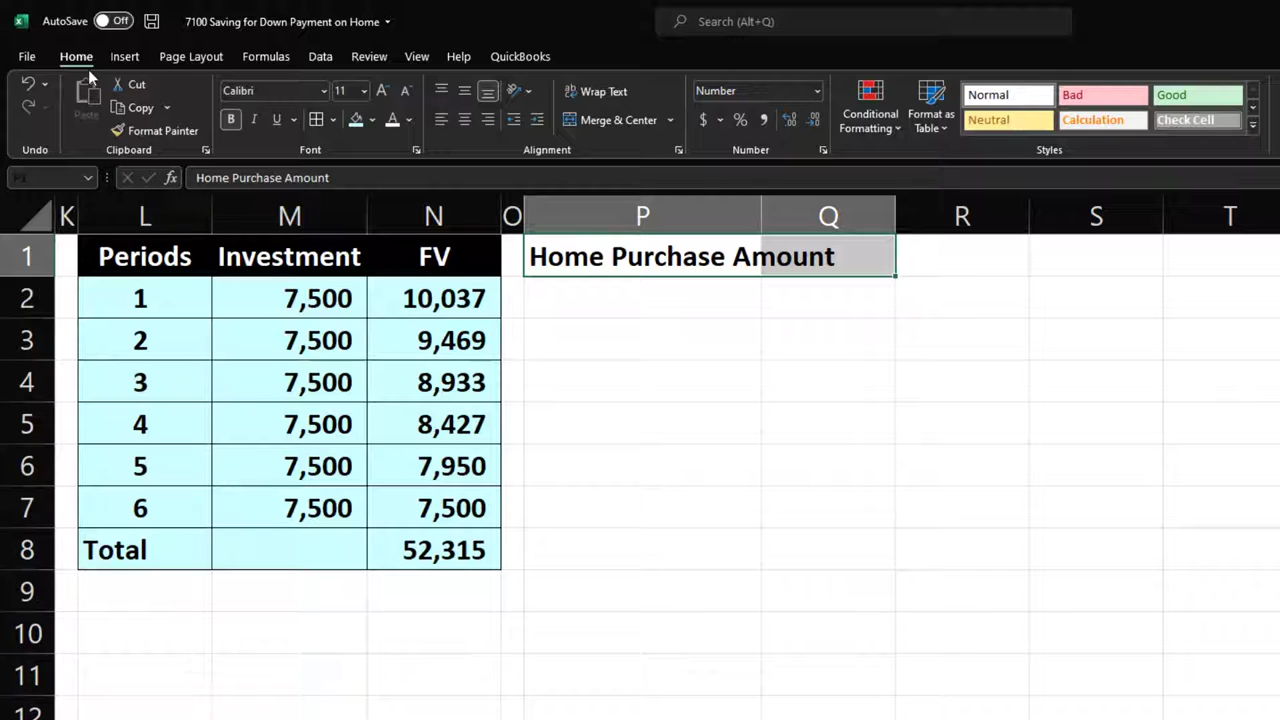 AutoSave Off 7100 Saving for Down Payment on Home Search (Alt+Q)
File Home Insert Page Layout Formulas Data Review View Help QuickBooks
Cut
Copy
Format Painter
Paste
Undo Clipboard
Calibri 11
B I U
Font
Wrap Text
Merge & Center
Alignment
Number
$ % ,
Number
Conditional Formatting
Format as Table
Normal Bad Good
Neutral Calculation Check Cell
Styles
P1 fx Home Purchase Amount
K L M N O P Q R S T
1 Periods Investment FV Home Purchase Amount
2 1 7,500 10,037
3 2 7,500 9,469
4 3 7,500 8,933
5 4 7,500 8,427
6 5 7,500 7,950
7 6 7,500 7,500
8 Total 52,315
9
10
11
12